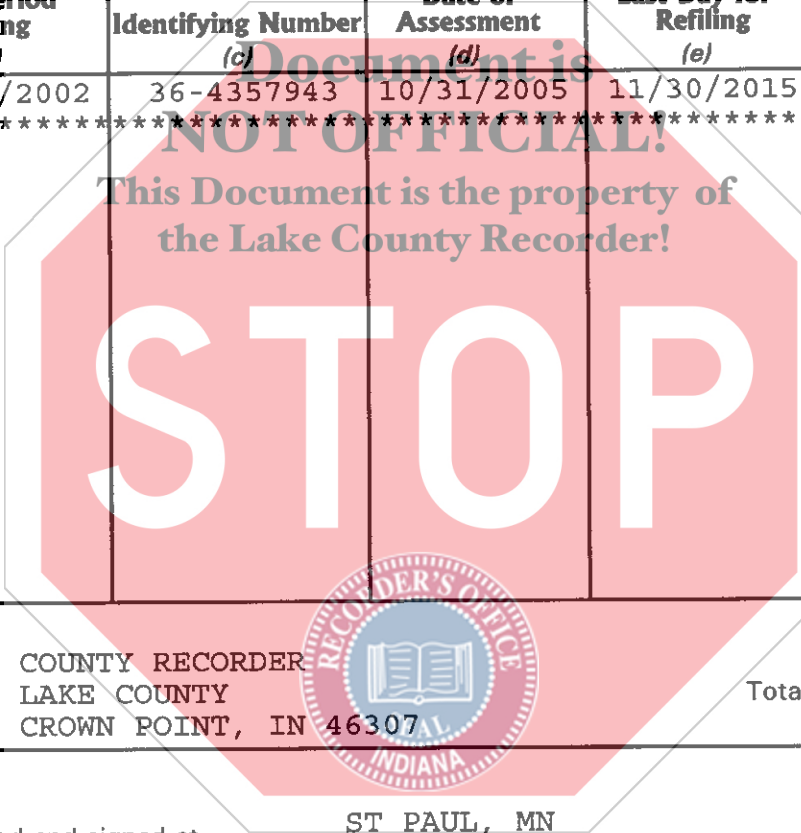 Identifying Number Assessment Refiling
(c) (d) (e)
/2002 36-4357943 10/31/2005 11/30/2015
****************************************************
Document is
NOT OFFICIAL!
This Document is the property of
the Lake County Recorder!
STOP
RECORDER'S OFFICE
SEAL
INDIANA
COUNTY RECORDER
LAKE COUNTY
CROWN POINT, IN 46307
ST PAUL, MN